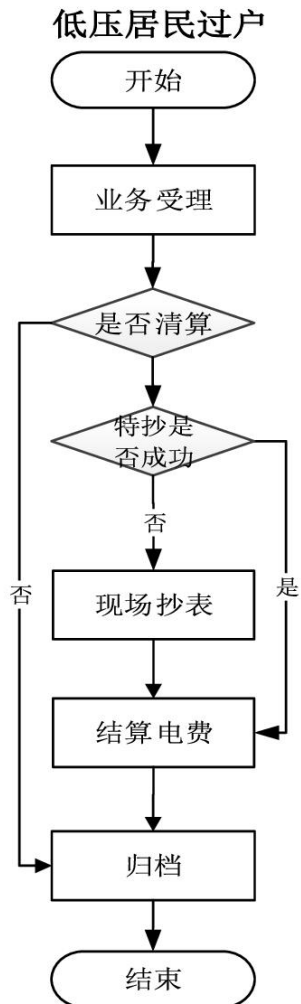 低压居民过户
开始
业务受理
是否清算
特抄是
否成功
否
否
是
现场抄表
结算电费
归档
结束